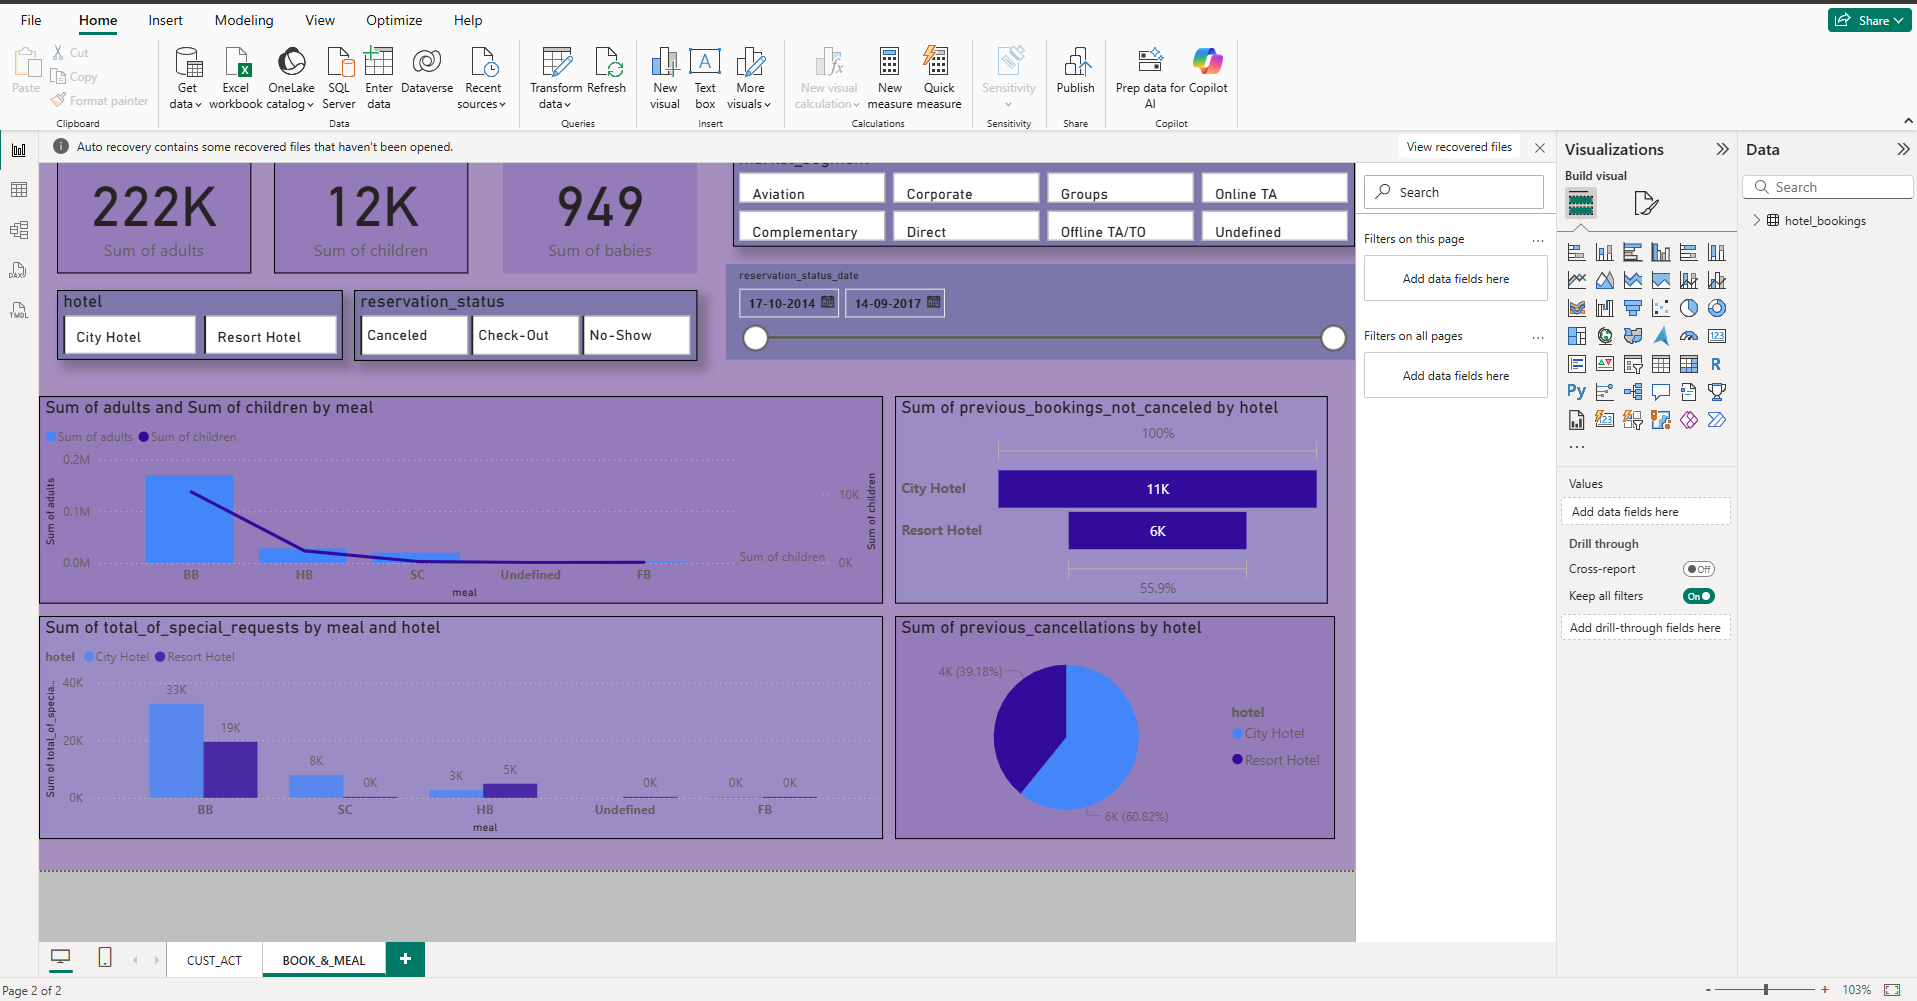 File Home Insert Modeling View Optimize Help
Share
Paste
Cut
Copy
Format painter
Clipboard
Get data
Excel workbook
OneLake catalog
SQL Server
Enter data
Dataverse
Recent sources
Data
Transform data
Refresh
Queries
New visual
Text box
More visuals
Insert
New visual calculation
New measure
Quick measure
Calculations
Sensitivity
Sensitivity
Publish
Share
Prep data for AI
Copilot
Copilot
Auto recovery contains some recovered files that haven't been opened.
View recovered files
222K
Sum of adults
12K
Sum of children
949
Sum of babies
Aviation Corporate Groups Online TA
Complementary Direct Offline TA/TO Undefined
hotel
City Hotel Resort Hotel
reservation_status
Canceled Check-Out No-Show
reservation_status_date
17-10-2014 14-09-2017
Sum of adults and Sum of children by meal
Sum of adults Sum of children
Sum of adults
0.2M
0.1M
0.0M
10K
0K
Sum of children
Sum of children
BB HB SC Undefined FB
meal
Sum of previous_bookings_not_canceled by hotel
100%
City Hotel 11K
Resort Hotel 6K
55.9%
Sum of total_of_special_requests by meal and hotel
hotel City Hotel Resort Hotel
Sum of total_of_specia...
40K
20K
0K
33K
19K
8K
0K
3K
5K
0K
0K
0K
BB SC HB Undefined FB
meal
Sum of previous_cancellations by hotel
4K (39.18%)
6K (60.82%)
hotel
City Hotel
Resort Hotel
Search
Filters on this page ...
Add data fields here
Filters on all pages ...
Add data fields here
Visualizations
Build visual
123
R
Py
123
...
Values
Add data fields here
Drill through
Cross-report Off
Keep all filters On
Add drill-through fields here
Data
Search
hotel_bookings
DAX
TMDL
CUST_ACT BOOK_&_MEAL +
Page 2 of 2
- + 103%